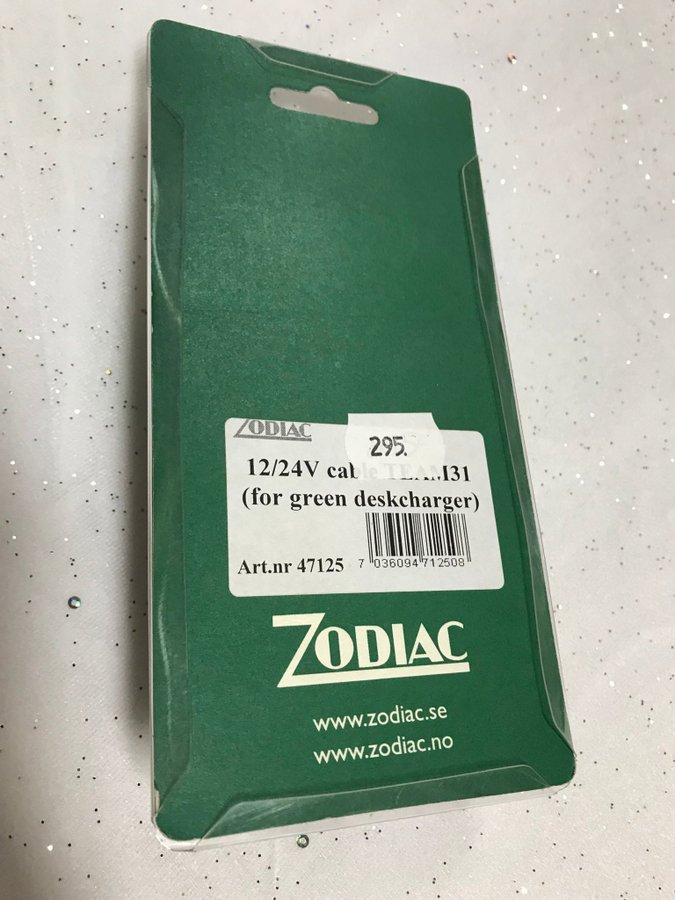 ZODIAC
295.
12/24V cable TEAM31
(for green deskcharger)
Art.nr 47125
7 036094 712508
ZODIAC
www.zodiac.se
www.zodiac.no